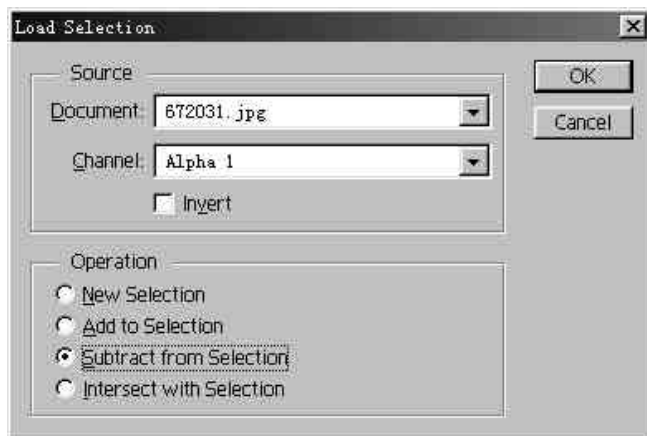 Load Selection
Source
Document: 672031.jpg
Channel: Alpha 1
Invert
OK
Cancel
Operation
New Selection
Add to Selection
Subtract from Selection
Intersect with Selection